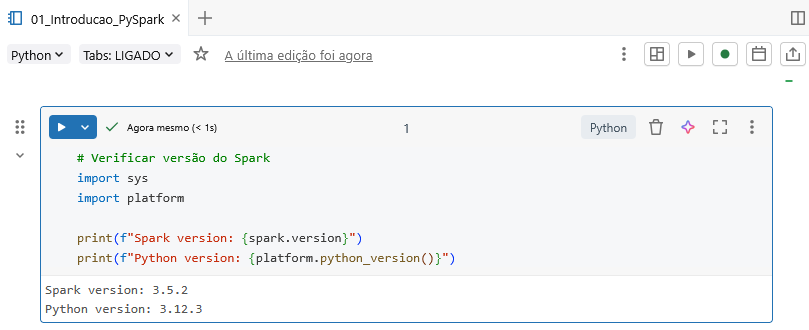 01_Introducao_PySpark
Python Tabs: LIGADO A última edição foi agora
Agora mesmo (< 1s) 1 Python
# Verificar versão do Spark
import sys
import platform
print(f"Spark version: {spark.version}")
print(f"Python version: {platform.python_version()}")
Spark version: 3.5.2
Python version: 3.12.3